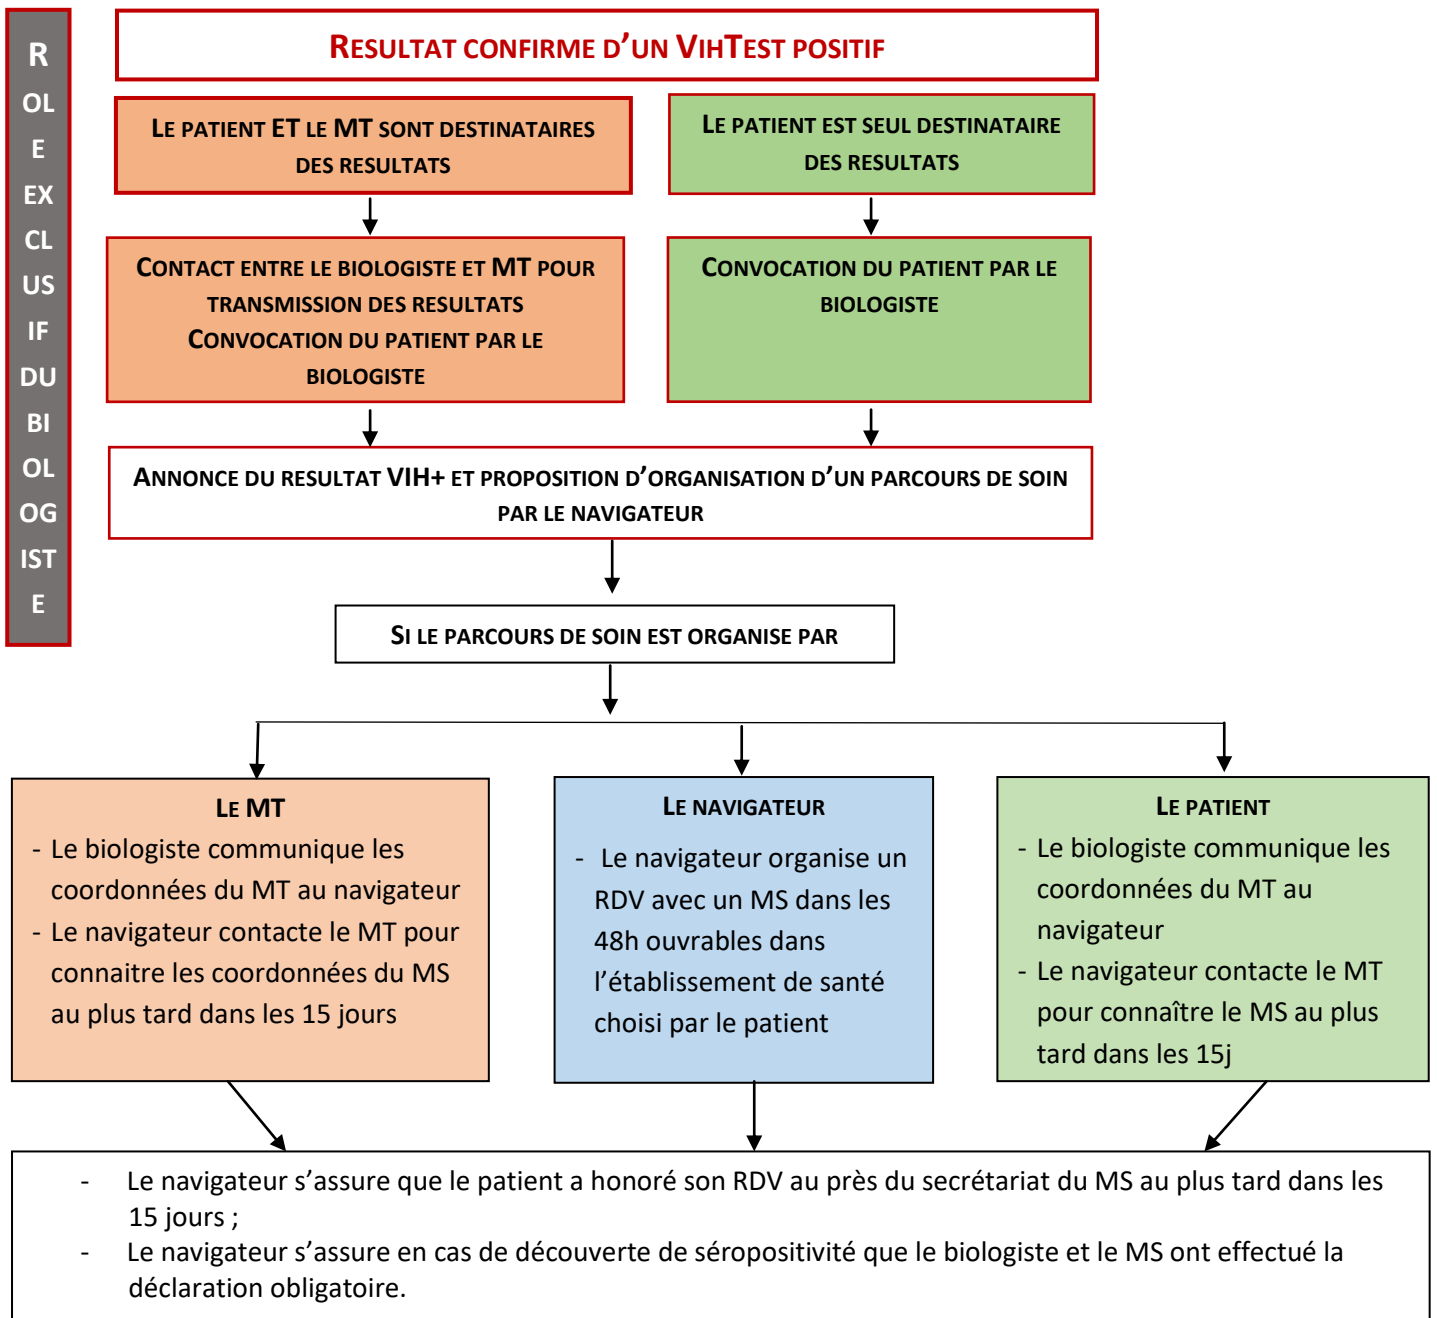 R
OL
E
EX
CL
US
IF
DU
BI
OL
OG
IST
E
RESULTAT CONFIRME D’UN VIHTEST POSITIF
LE PATIENT ET LE MT SONT DESTINATAIRES
DES RESULTATS
LE PATIENT EST SEUL DESTINATAIRE
DES RESULTATS
CONTACT ENTRE LE BIOLOGISTE ET MT POUR
TRANSMISSION DES RESULTATS
CONVOCATION DU PATIENT PAR LE
BIOLOGISTE
CONVOCATION DU PATIENT PAR LE
BIOLOGISTE
ANNONCE DU RESULTAT VIH+ ET PROPOSITION D’ORGANISATION D’UN PARCOURS DE SOIN
PAR LE NAVIGATEUR
SI LE PARCOURS DE SOIN EST ORGANISE PAR
LE MT
- Le biologiste communique les
coordonnées du MT au navigateur
- Le navigateur contacte le MT pour
connaitre les coordonnées du MS
au plus tard dans les 15 jours
LE NAVIGATEUR
- Le navigateur organise un
RDV avec un MS dans les
48h ouvrables dans
l’établissement de santé
choisi par le patient
LE PATIENT
- Le biologiste communique les
coordonnées du MT au
navigateur
- Le navigateur contacte le MT
pour connaître le MS au plus
tard dans les 15j
- Le navigateur s’assure que le patient a honoré son RDV au près du secrétariat du MS au plus tard dans les
15 jours ;
- Le navigateur s’assure en cas de découverte de séropositivité que le biologiste et le MS ont effectué la
déclaration obligatoire.